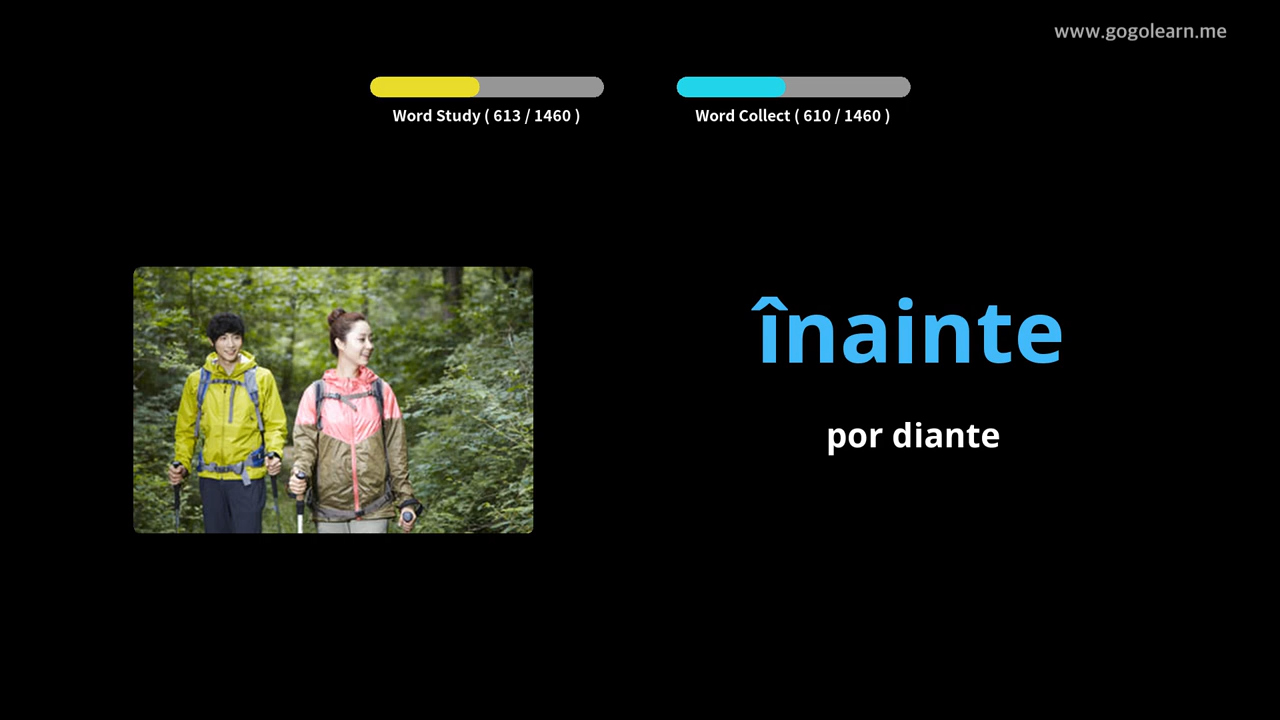 www.gogolearn.me
Word Study ( 613 / 1460 )
Word Collect ( 610 / 1460 )
înainte
por diante